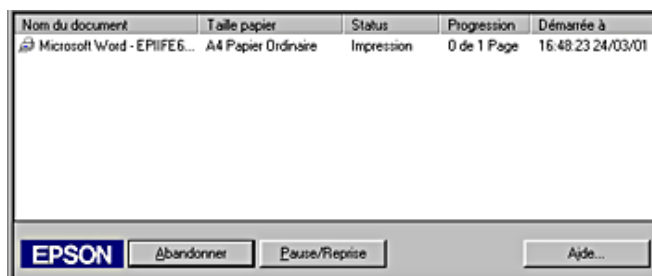 Nom du document Taille papier Status Progression Démarrée à
Microsoft Word - EPIIFE6... A4 Papier Ordinaire Impression 0 de 1 Page 16:48:23 24/03/01
EPSON Abandonner Pause/Reprise Aide...